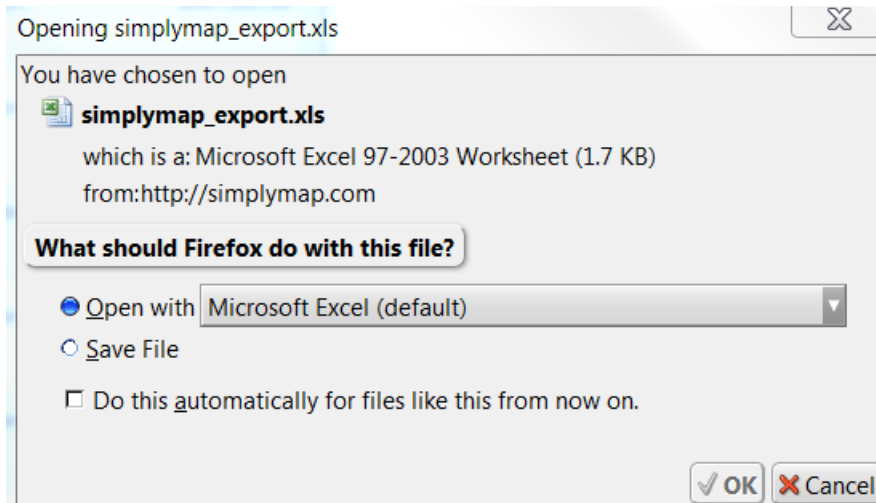 Opening simplymap_export.xls
You have chosen to open
simplymap_export.xls
which is a: Microsoft Excel 97-2003 Worksheet (1.7 KB)
from:http://simplymap.com
What should Firefox do with this file?
Open with Microsoft Excel (default)
Save File
Do this automatically for files like this from now on.
OK Cancel